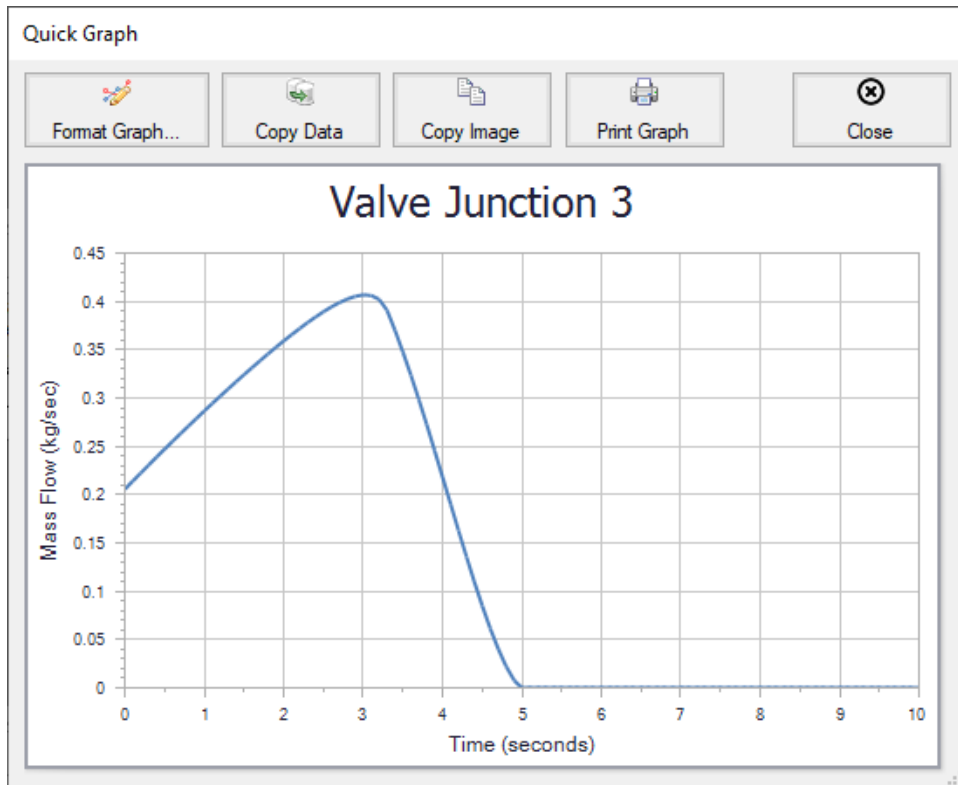 Quick Graph
Format Graph...
Copy Data
Copy Image
Print Graph
Close
Valve Junction 3
Mass Flow (kg/sec)
0.45
0.4
0.35
0.3
0.25
0.2
0.15
0.1
0.05
0
0 1 2 3 4 5 6 7 8 9 10
Time (seconds)